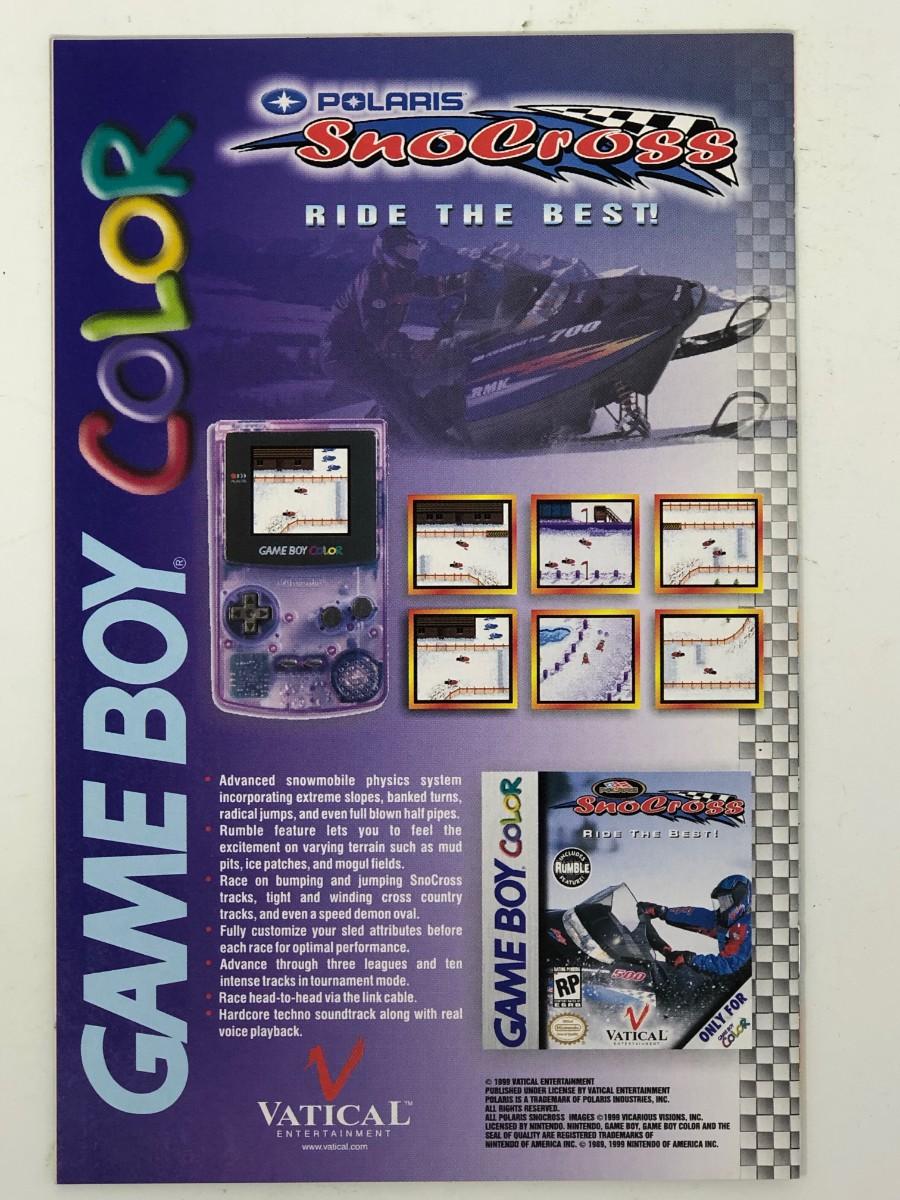 POLARIS
SnoCross
RIDE THE BEST!
GAME BOY COLOR
®
700
RMK
GAME BOY COLOR
• Advanced snowmobile physics system
incorporating extreme slopes, banked turns,
radical jumps, and even full blown half pipes.
• Rumble feature lets you to feel the
excitement on varying terrain such as mud
pits, ice patches, and mogul fields.
• Race on bumping and jumping SnoCross
tracks, tight and winding cross country
tracks, and even a speed demon oval.
• Fully customize your sled attributes before
each race for optimal performance.
• Advance through three leagues and ten
intense tracks in tournament mode.
• Race head-to-head via the link cable.
• Hardcore techno soundtrack along with real
voice playback.
VATICAL™
ENTERTAINMENT
www.vatical.com
GAME BOY COLOR
SnoCross
RIDE THE BEST!
INCLUDES
RUMBLE
FEATURE!
500
RATING PENDING
RP
ESRB
Nintendo
VATICAL
ENTERTAINMENT
ONLY FOR
GAME BOY
COLOR
© 1999 VATICAL ENTERTAINMENT
PUBLISHED UNDER LICENSE BY VATICAL ENTERTAINMENT
POLARIS IS A TRADEMARK OF POLARIS INDUSTRIES, INC.
ALL RIGHTS RESERVED.
ALL POLARIS SNOCROSS IMAGES ©1999 VICARIOUS VISIONS, INC.
LICENSED BY NINTENDO. NINTENDO, GAME BOY, GAME BOY COLOR AND THE
SEAL OF QUALITY ARE REGISTERED TRADEMARKS OF
NINTENDO OF AMERICA INC. © 1989, 1999 NINTENDO OF AMERICA INC.